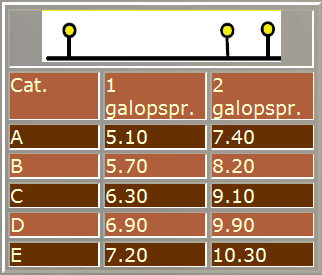 Cat. 1 galopspr. 2 galopspr.
A 5.10 7.40
B 5.70 8.20
C 6.30 9.10
D 6.90 9.90
E 7.20 10.30